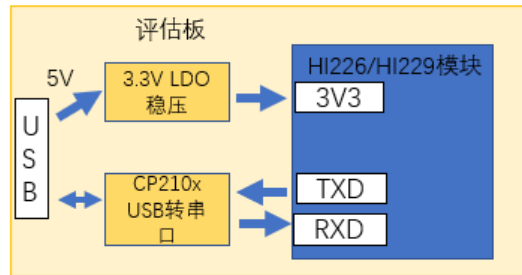 评估板
5V
3.3V LDO
稳压
HI226/HI229模块
3V3
U
S
B
CP210x
USB转串
口
TXD
RXD